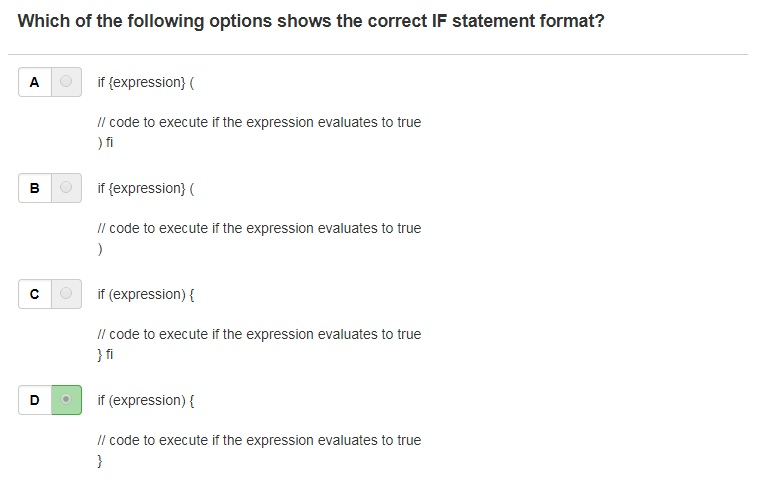 Which of the following options shows the correct IF statement format?
A if {expression} (
// code to execute if the expression evaluates to true
) fi
B if {expression} (
// code to execute if the expression evaluates to true
)
C if (expression) {
// code to execute if the expression evaluates to true
} fi
D if (expression) {
// code to execute if the expression evaluates to true
}